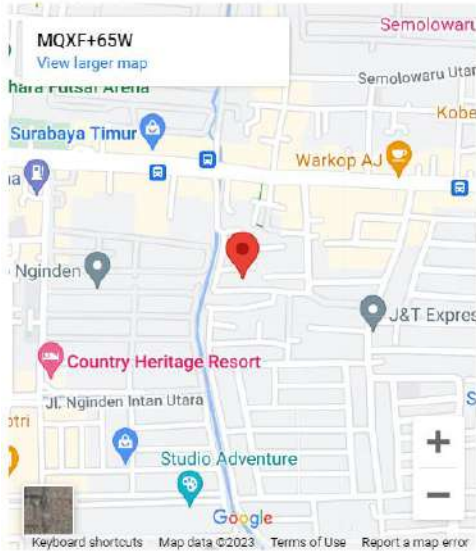 MQXF+65W
View larger map
Semolowaru
Semolowaru Utar
hara Futsal Arena
Kobe
Surabaya Timur
Warkop AJ
a
Nginden
J&T Expres
Country Heritage Resort
Jl. Nginden Intan Utara
otri
S
Studio Adventure
+
−
Google
Keyboard shortcuts Map data ©2023 Terms of Use Report a map error